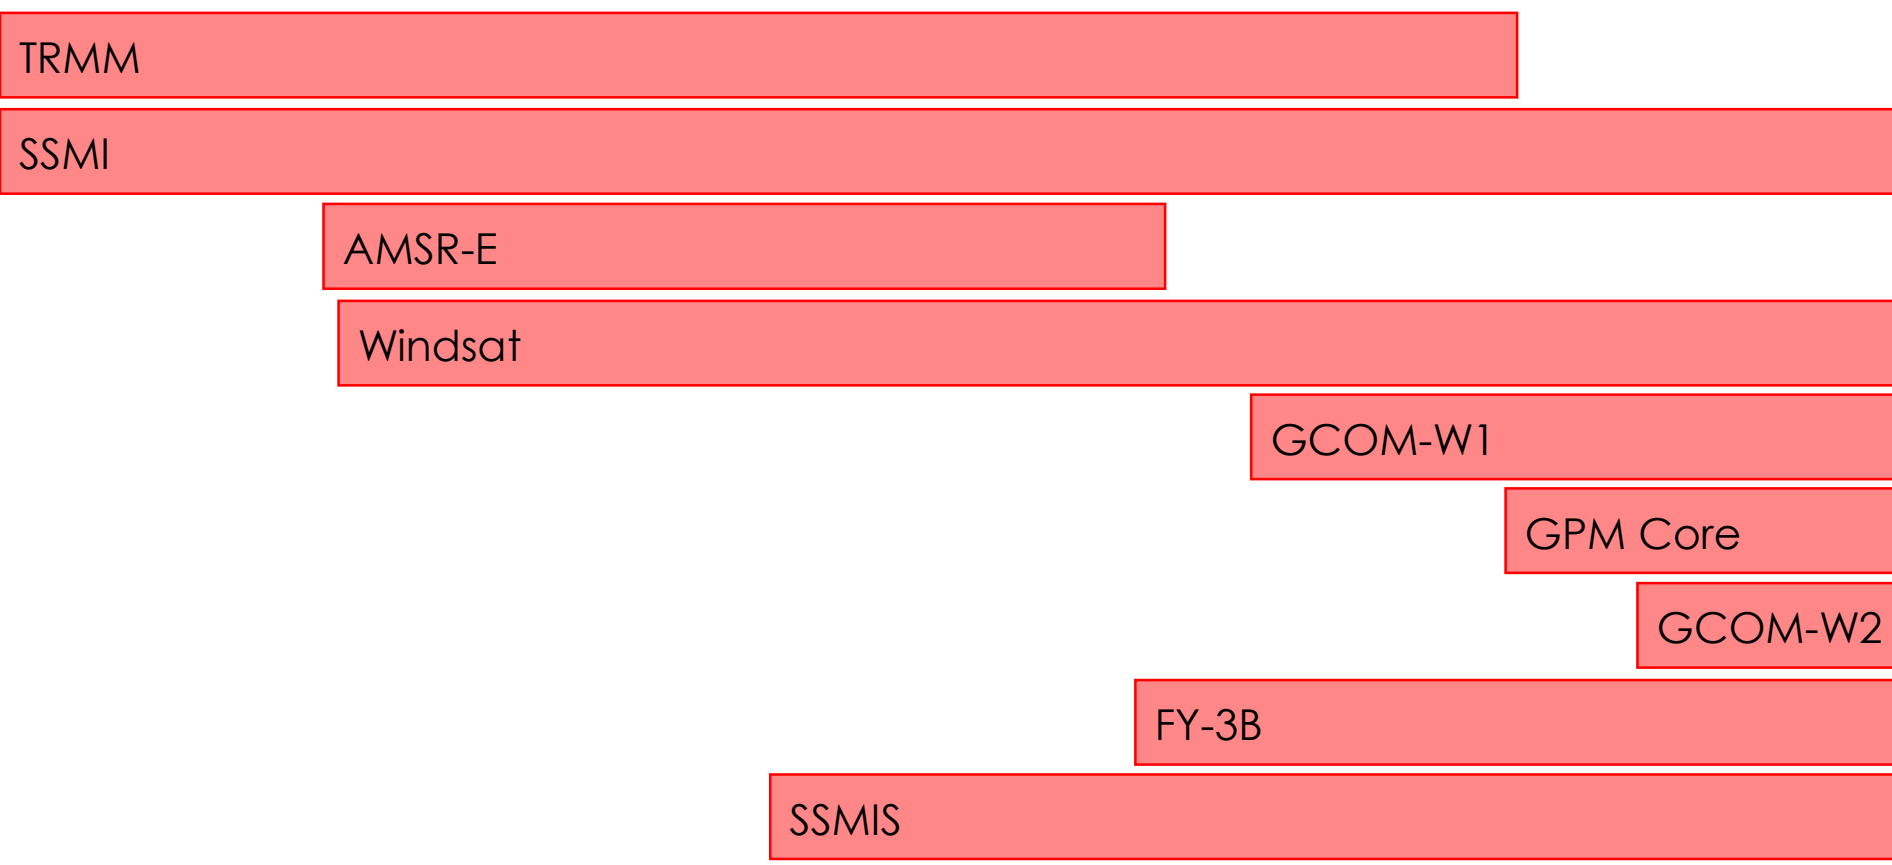 TRMM
SSMI
AMSR-E
Windsat
GCOM-W1
GPM Core
GCOM-W2
FY-3B
SSMIS